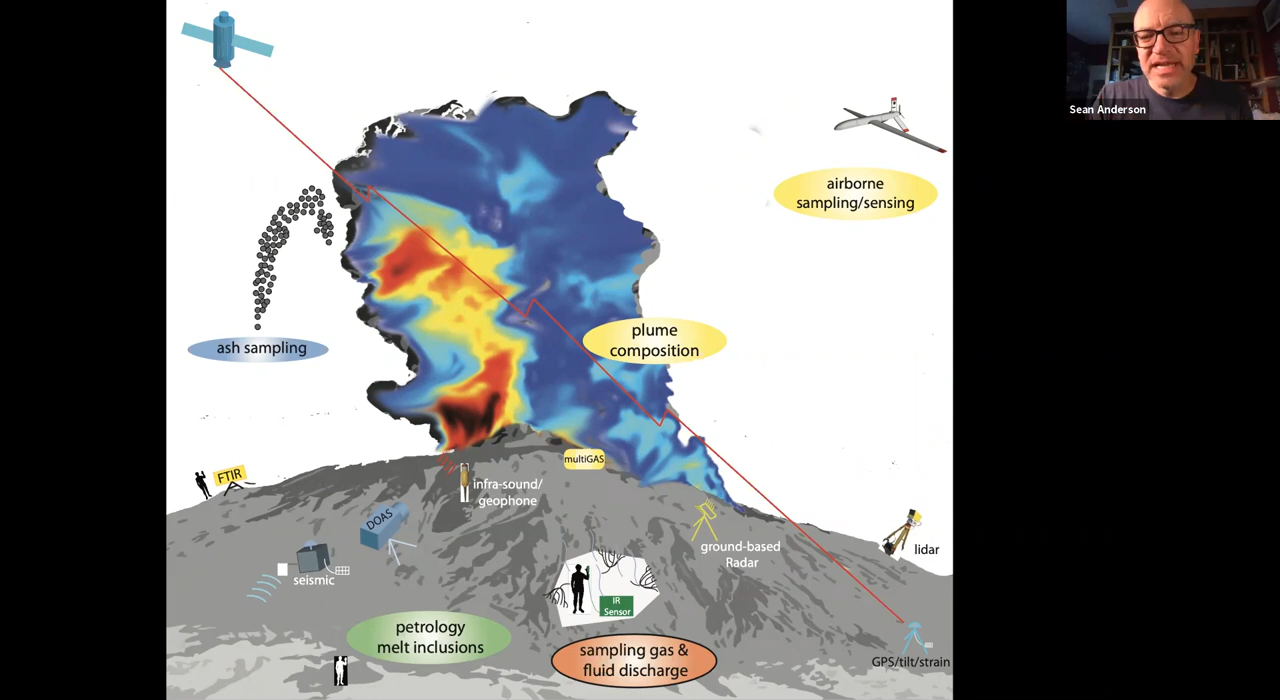 Sean Anderson
airborne
sampling/sensing
plume
composition
ash sampling
multiGAS
FTIR
infra-sound/
geophone
DOAS
ground-based
Radar
lidar
seismic
IR
Sensor
petrology
melt inclusions
sampling gas &
fluid discharge
GPS/tilt/strain